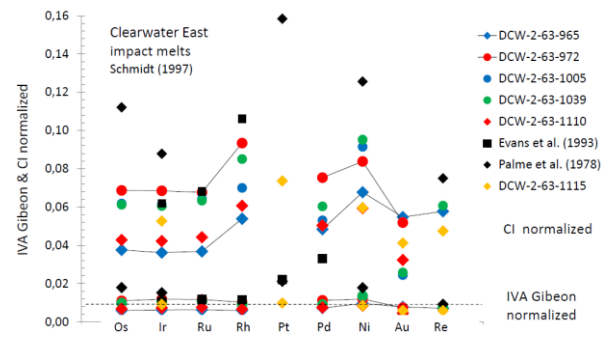 0,16
0,14
0,12
0,10
0,08
0,06
0,04
0,02
0,00
IVA Gibeon & CI normalized
Clearwater East
impact melts
Schmidt (1997)
Os Ir Ru Rh Pt Pd Ni Au Re
DCW-2-63-965
DCW-2-63-972
DCW-2-63-1005
DCW-2-63-1039
DCW-2-63-1110
Evans et al. (1993)
Palme et al. (1978)
DCW-2-63-1115
CI normalized
IVA Gibeon
normalized